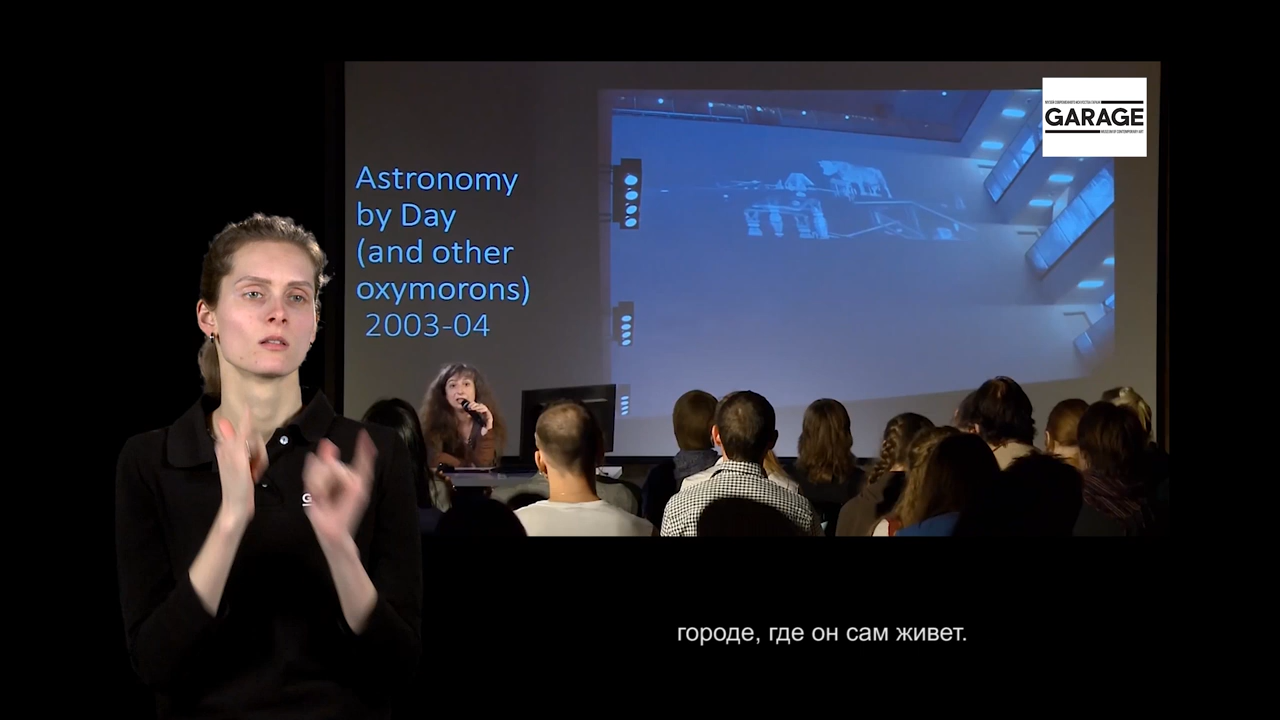 Astronomy
by Day
(and other
oxymorons)
2003-04
GARAGE
городе, где он сам живет.